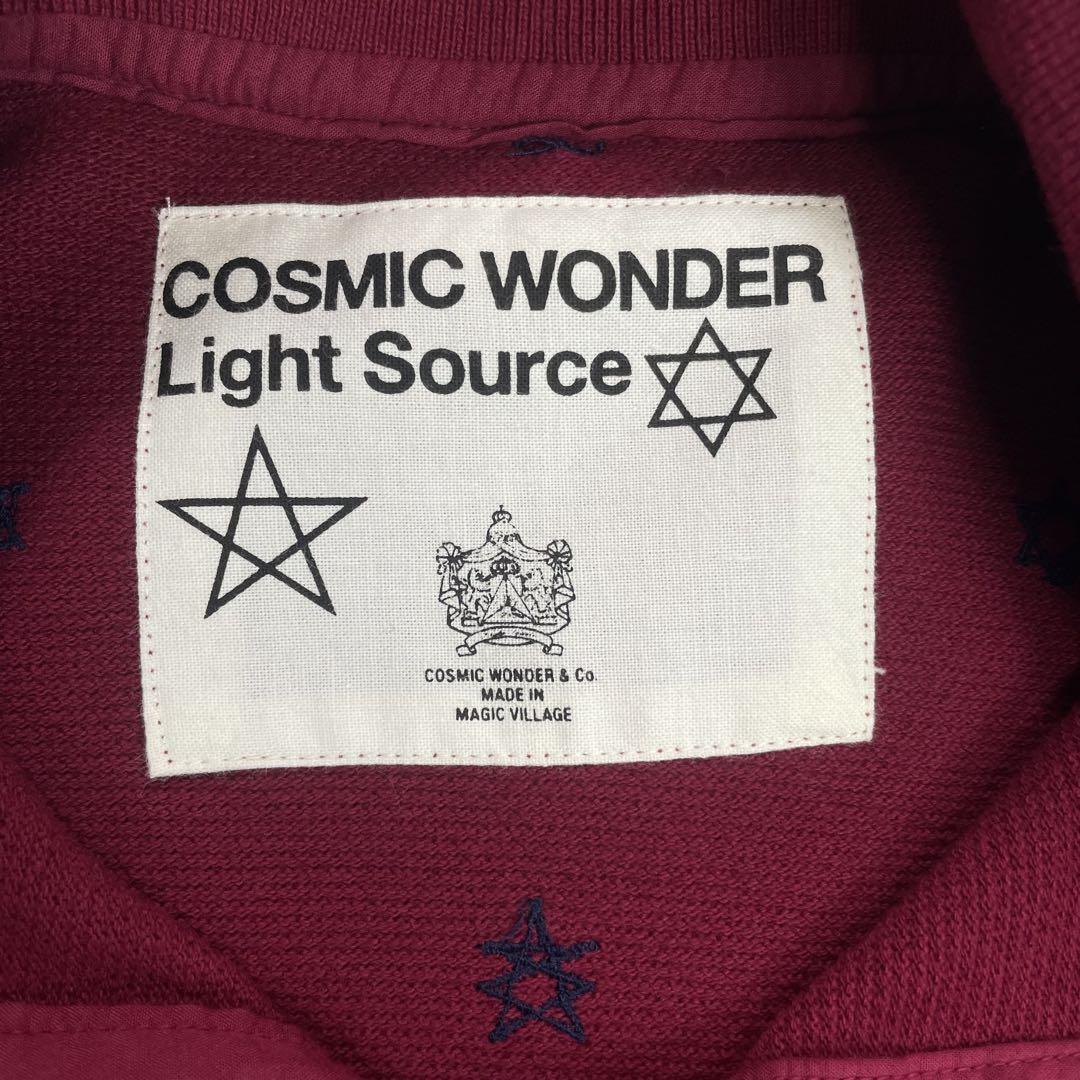 COSMIC WONDER
Light Source
COSMIC WONDER & Co.
MADE IN
MAGIC VILLAGE